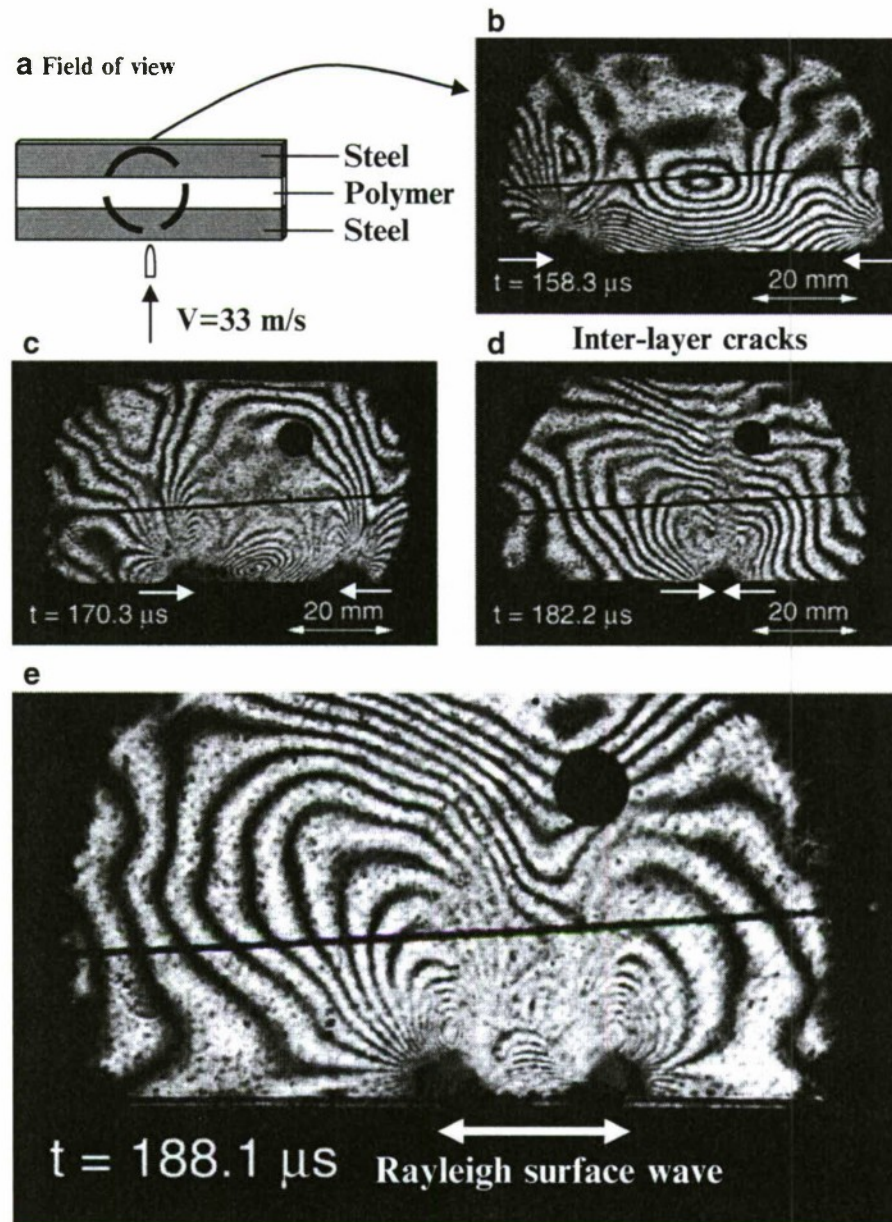 b
a Field of view
Steel
Polymer
Steel
V=33 m/s
t = 158.3 μs
20 mm
Inter-layer cracks
c
d
t = 170.3 μs
20 mm
t = 182.2 μs
20 mm
e
t = 188.1 μs
Rayleigh surface wave